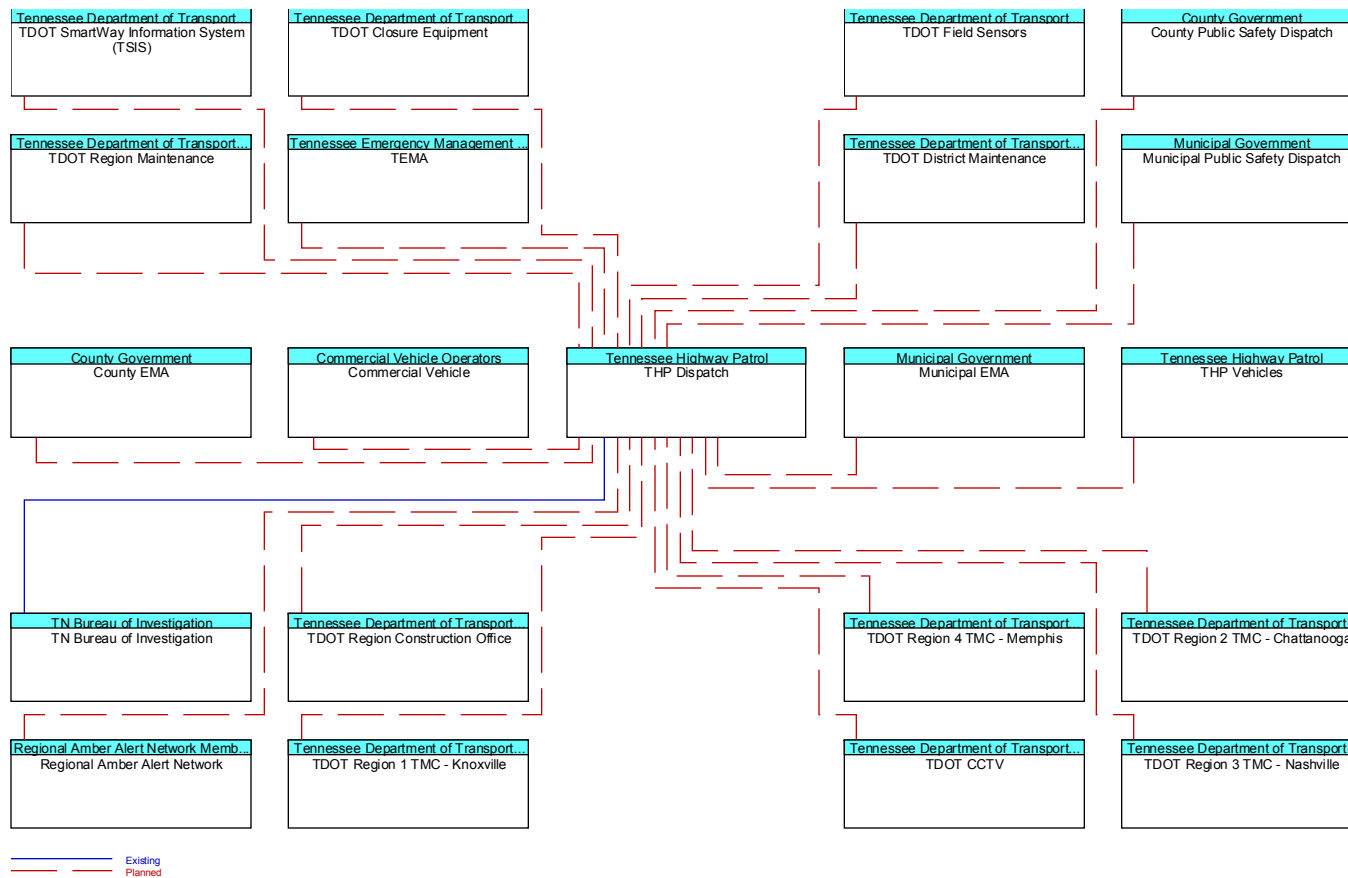 Tennessee Department of Transport...
TDOT SmartWay Information System
(TSIS)
Tennessee Department of Transport...
TDOT Closure Equipment
Tennessee Department of Transport...
TDOT Field Sensors
County Government
County Public Safety Dispatch
Tennessee Department of Transport...
TDOT Region Maintenance
Tennessee Emergency Management ...
TEMA
Tennessee Department of Transport...
TDOT District Maintenance
Municipal Government
Municipal Public Safety Dispatch
County Government
County EMA
Commercial Vehicle Operators
Commercial Vehicle
Tennessee Highway Patrol
THP Dispatch
Municipal Government
Municipal EMA
Tennessee Highway Patrol
THP Vehicles
TN Bureau of Investigation
TN Bureau of Investigation
Tennessee Department of Transport...
TDOT Region Construction Office
Tennessee Department of Transport...
TDOT Region 4 TMC - Memphis
Tennessee Department of Transport
TDOT Region 2 TMC - Chattanooga
Regional Amber Alert Network Memb...
Regional Amber Alert Network
Tennessee Department of Transport...
TDOT Region 1 TMC - Knoxville
Tennessee Department of Transport...
TDOT CCTV
Tennessee Department of Transport
TDOT Region 3 TMC - Nashville
Existing
Planned